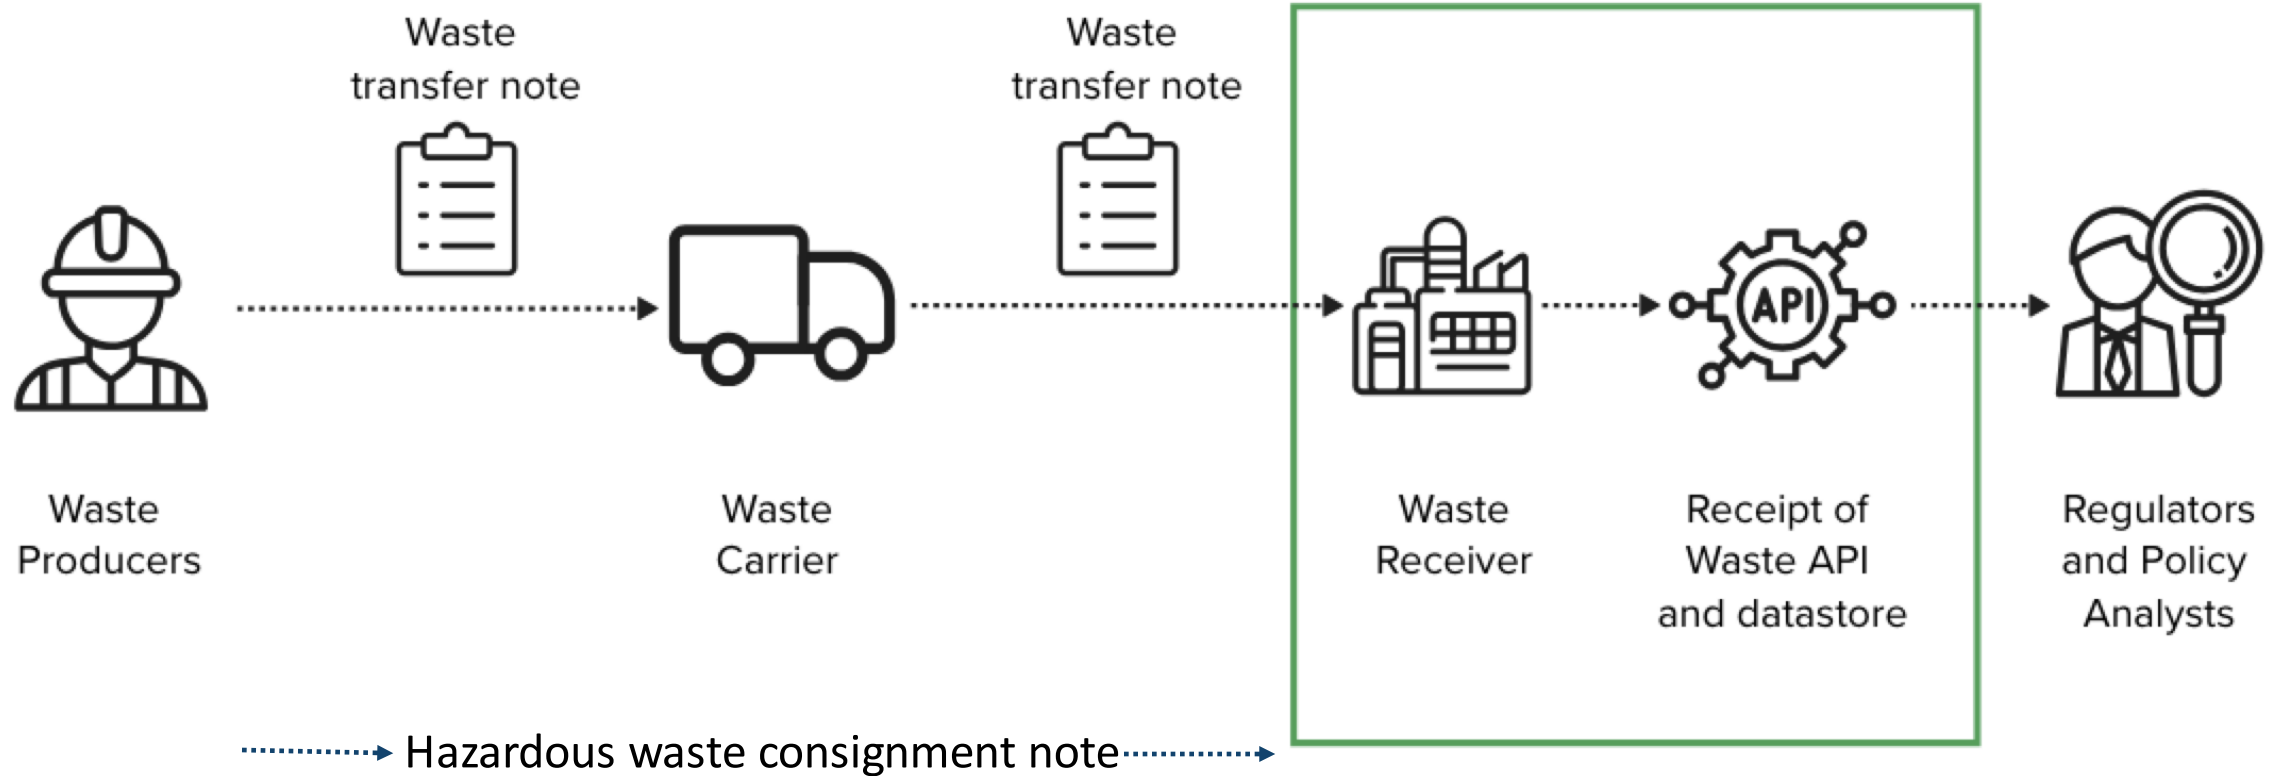 Waste
transfer note
Waste
transfer note
API
Waste
Producers
Waste
Carrier
Waste
Receiver
Receipt of
Waste API
and datastore
Regulators
and Policy
Analysts
Hazardous waste consignment note